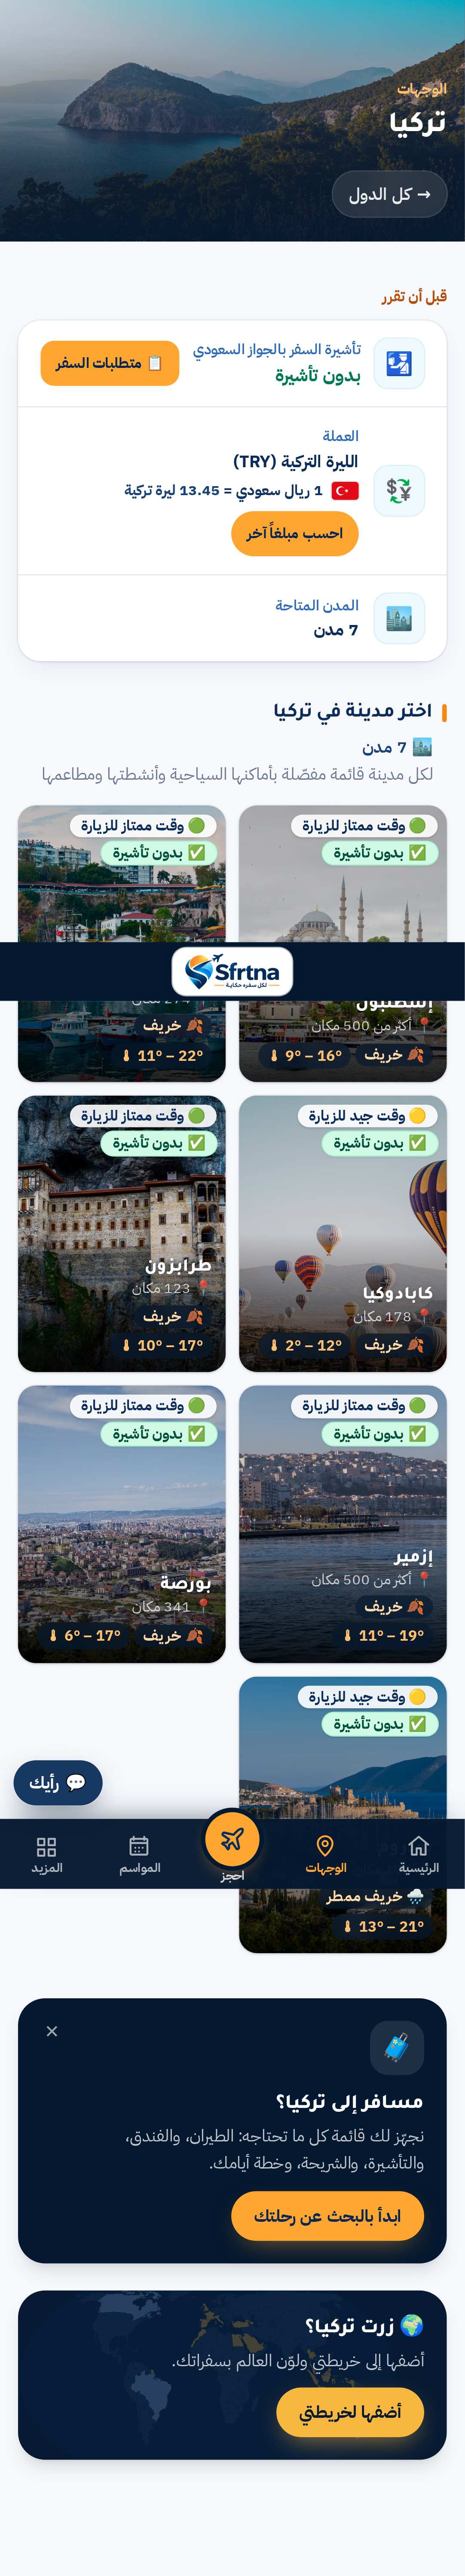 الوجهات
تركيا
→ كل الدول
قبل أن تقرر
تأشيرة السفر بالجواز السعودي
بدون تأشيرة
متطلبات السفر
العملة
الليرة التركية (TRY)
1 ريال سعودي = 13.45 ليرة تركية
احسب مبلغاً آخر
المدن المتاحة
7 مدن
اختر مدينة في تركيا
7 مدن
لكل مدينة قائمة مفصّلة بأماكنها السياحية وأنشطتها ومطاعمها
وقت ممتاز للزيارة
بدون تأشيرة
إسطنبول
أكثر من 500 مكان
خريف
9° – 16°
وقت ممتاز للزيارة
بدون تأشيرة
خريف
11° – 22°
Sfrtna
لكل سفره حكاية
وقت جيد للزيارة
بدون تأشيرة
كابادوكيا
178 مكان
خريف
2° – 12°
وقت ممتاز للزيارة
بدون تأشيرة
طرابزون
123 مكان
خريف
10° – 17°
وقت ممتاز للزيارة
بدون تأشيرة
إزمير
أكثر من 500 مكان
خريف
11° – 19°
وقت ممتاز للزيارة
بدون تأشيرة
بورصة
341 مكان
خريف
6° – 17°
وقت جيد للزيارة
بدون تأشيرة
خريف ممطر
13° – 21°
رأيك
الرئيسية
الوجهات
احجز
المواسم
المزيد
مسافر إلى تركيا؟
نجهّز لك قائمة كل ما تحتاجه: الطيران، والفندق،
والتأشيرة، والشريحة، وخطة أيامك.
ابدأ بالبحث عن رحلتك
زرت تركيا؟
أضفها إلى خريطتي ولوّن العالم بسفراتك.
أضفها لخريطتي